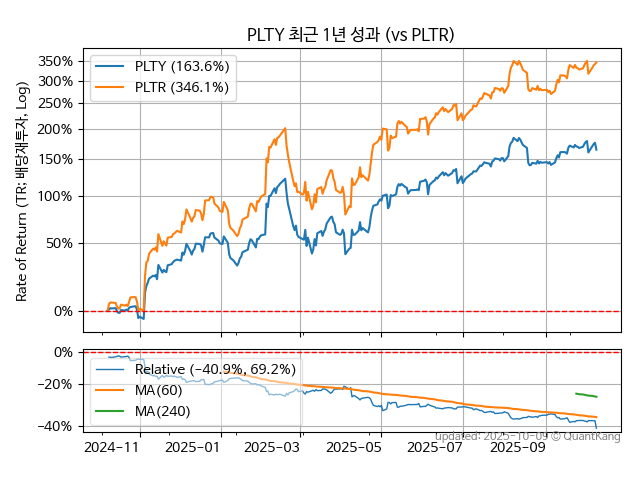 PLTY 최근 1년 성과 (vs PLTR)
Rate of Return (TR: 배당재투자, Log)
350%
300%
250%
200%
150%
100%
50%
0%
PLTY (163.6%)
PLTR (346.1%)
0%
−20%
−40%
Relative (−40.9%, 69.2%)
MA(60)
MA(240)
2024−11
2025−01
2025−03
2025−05
2025−07
2025−09
updated: 2025-10-09 © QuantKang